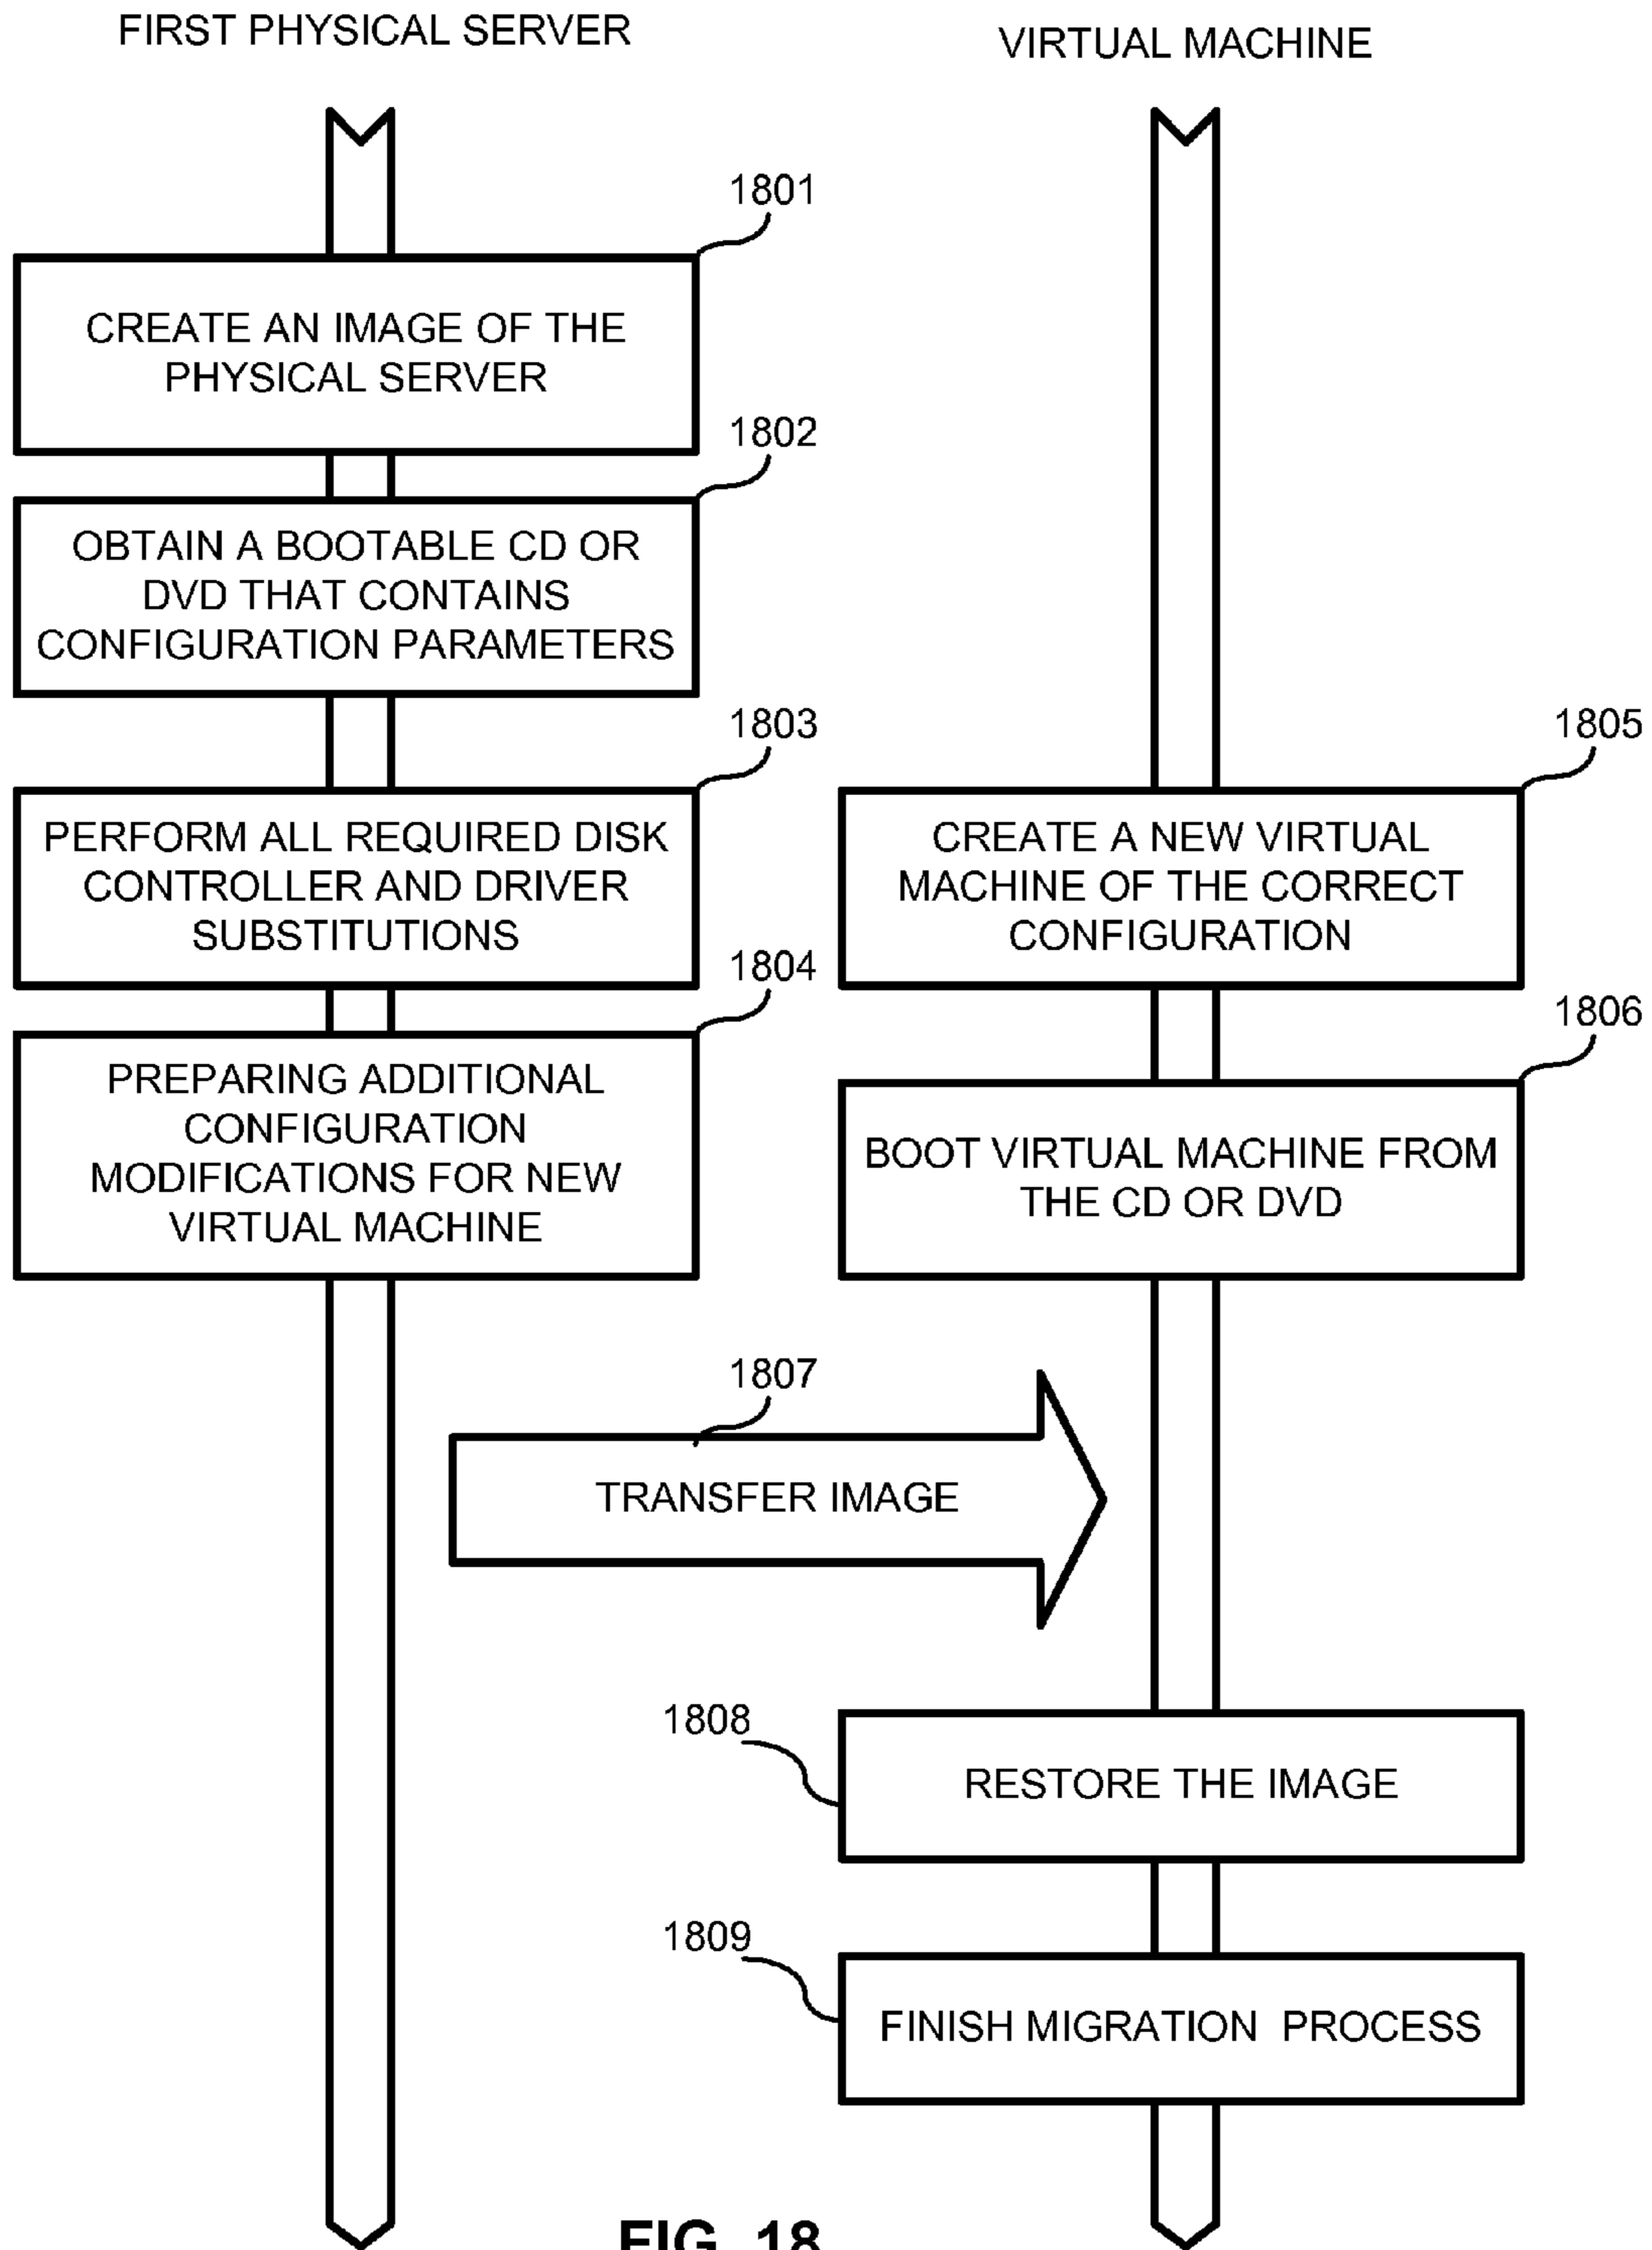 FIRST PHYSICAL SERVER
VIRTUAL MACHINE
1801
CREATE AN IMAGE OF THE
PHYSICAL SERVER
1802
OBTAIN A BOOTABLE CD OR
DVD THAT CONTAINS
CONFIGURATION PARAMETERS
1803
PERFORM ALL REQUIRED DISK
CONTROLLER AND DRIVER
SUBSTITUTIONS
1805
CREATE A NEW VIRTUAL
MACHINE OF THE CORRECT
CONFIGURATION
1804
PREPARING ADDITIONAL
CONFIGURATION
MODIFICATIONS FOR NEW
VIRTUAL MACHINE
1806
BOOT VIRTUAL MACHINE FROM
THE CD OR DVD
1807
TRANSFER IMAGE
1808
RESTORE THE IMAGE
1809
FINISH MIGRATION PROCESS
FIG. 18